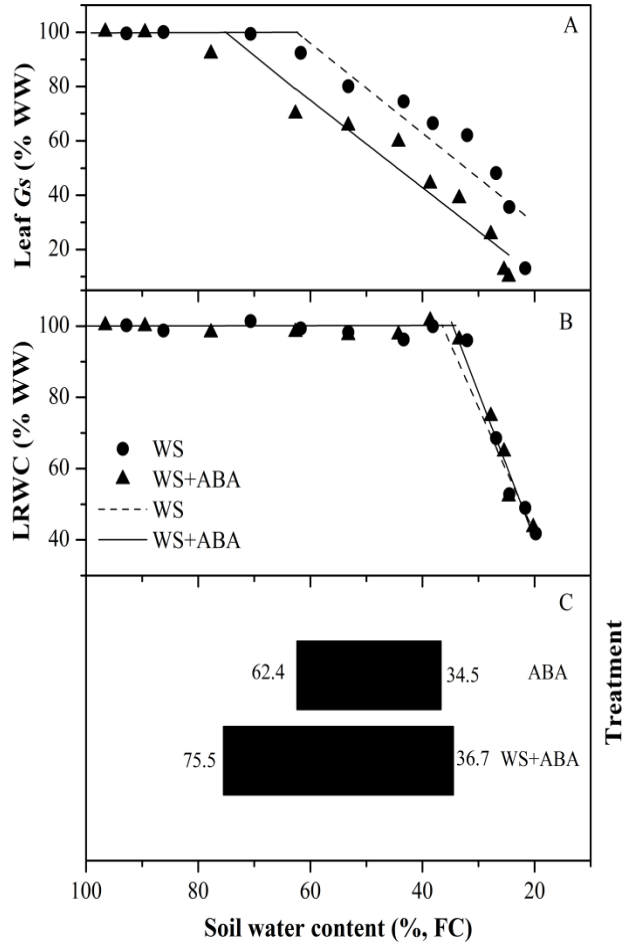 A
100
80
60
40
20
Leaf Gs (% WW)
B
100
80
60
40
LRWC (% WW)
WS
WS+ABA
WS
WS+ABA
C
62.4
34.5
ABA
75.5
36.7
WS+ABA
Treatment
100
80
60
40
20
Soil water content (%, FC)